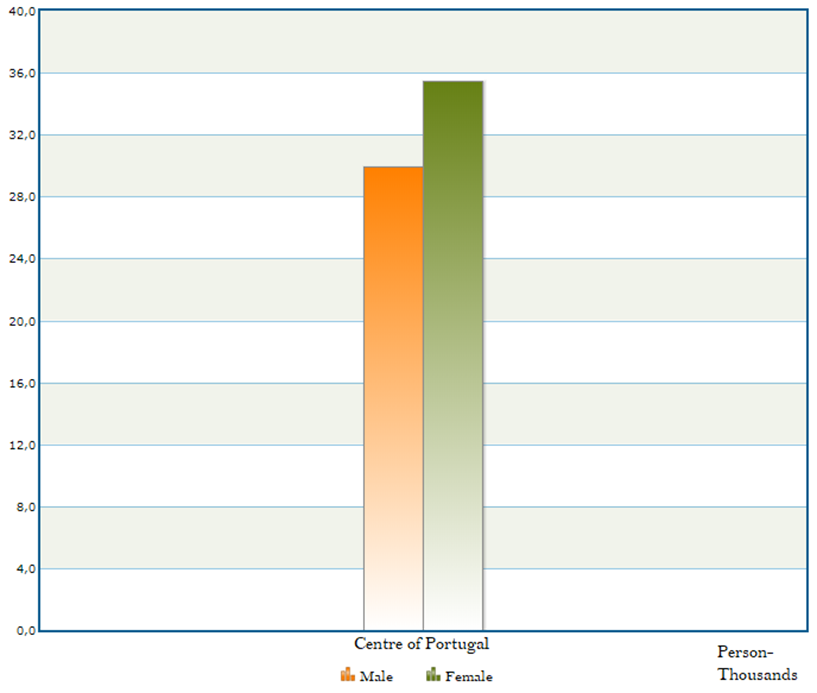 40,0
36,0
32,0
28,0
24,0
20,0
16,0
12,0
8,0
4,0
0,0
Centre of Portugal
Male Female
Person-
Thousands